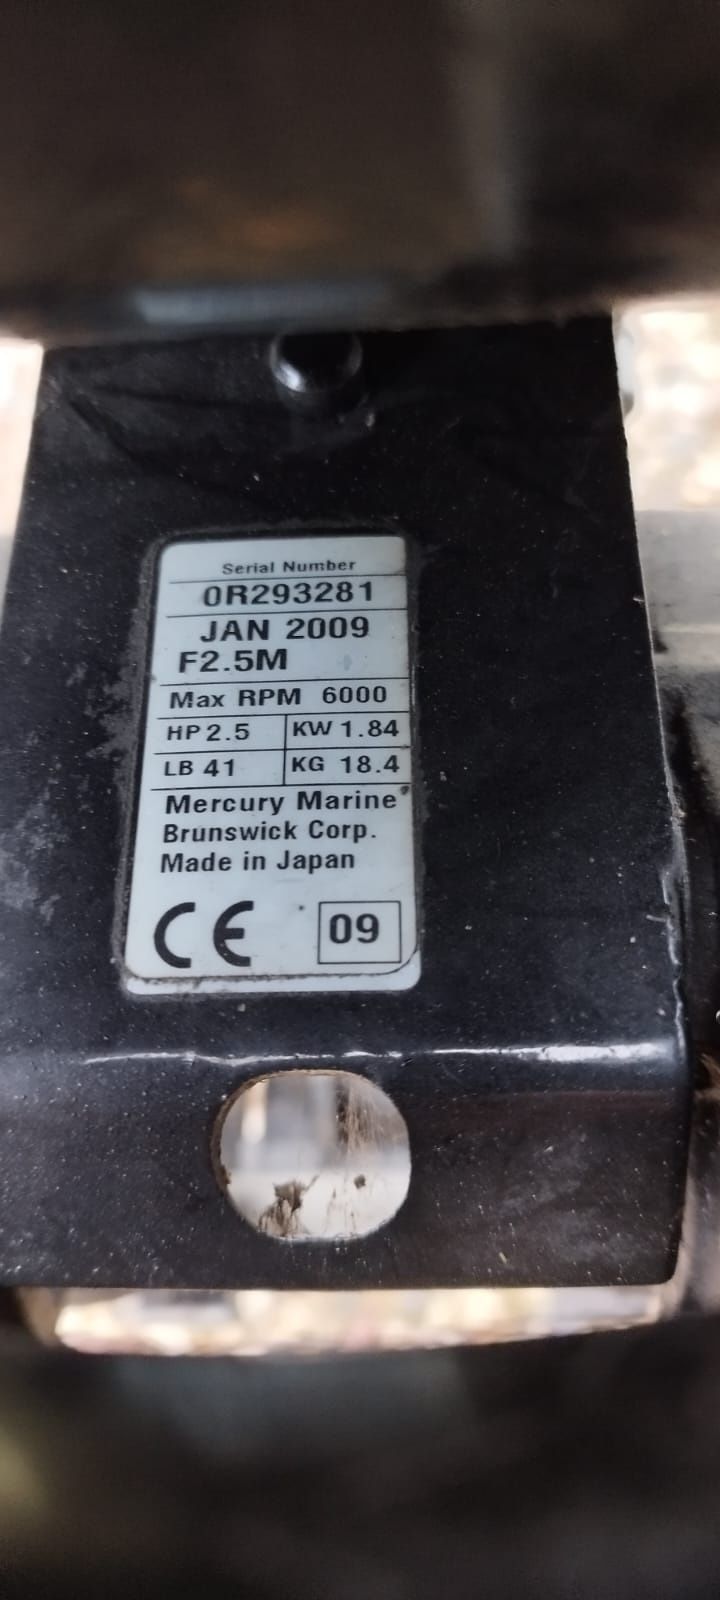 Serial Number
0R293281
JAN 2009
F2.5M
Max RPM 6000
HP 2.5 KW 1.84
LB 41 KG 18.4
Mercury Marine
Brunswick Corp.
Made in Japan
CE 09